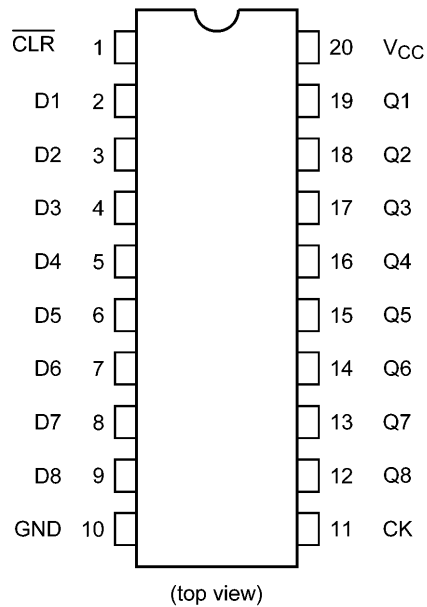 C̅L̅R̅ 1 20 VCC
D1 2 19 Q1
D2 3 18 Q2
D3 4 17 Q3
D4 5 16 Q4
D5 6 15 Q5
D6 7 14 Q6
D7 8 13 Q7
D8 9 12 Q8
GND 10 11 CK
(top view)